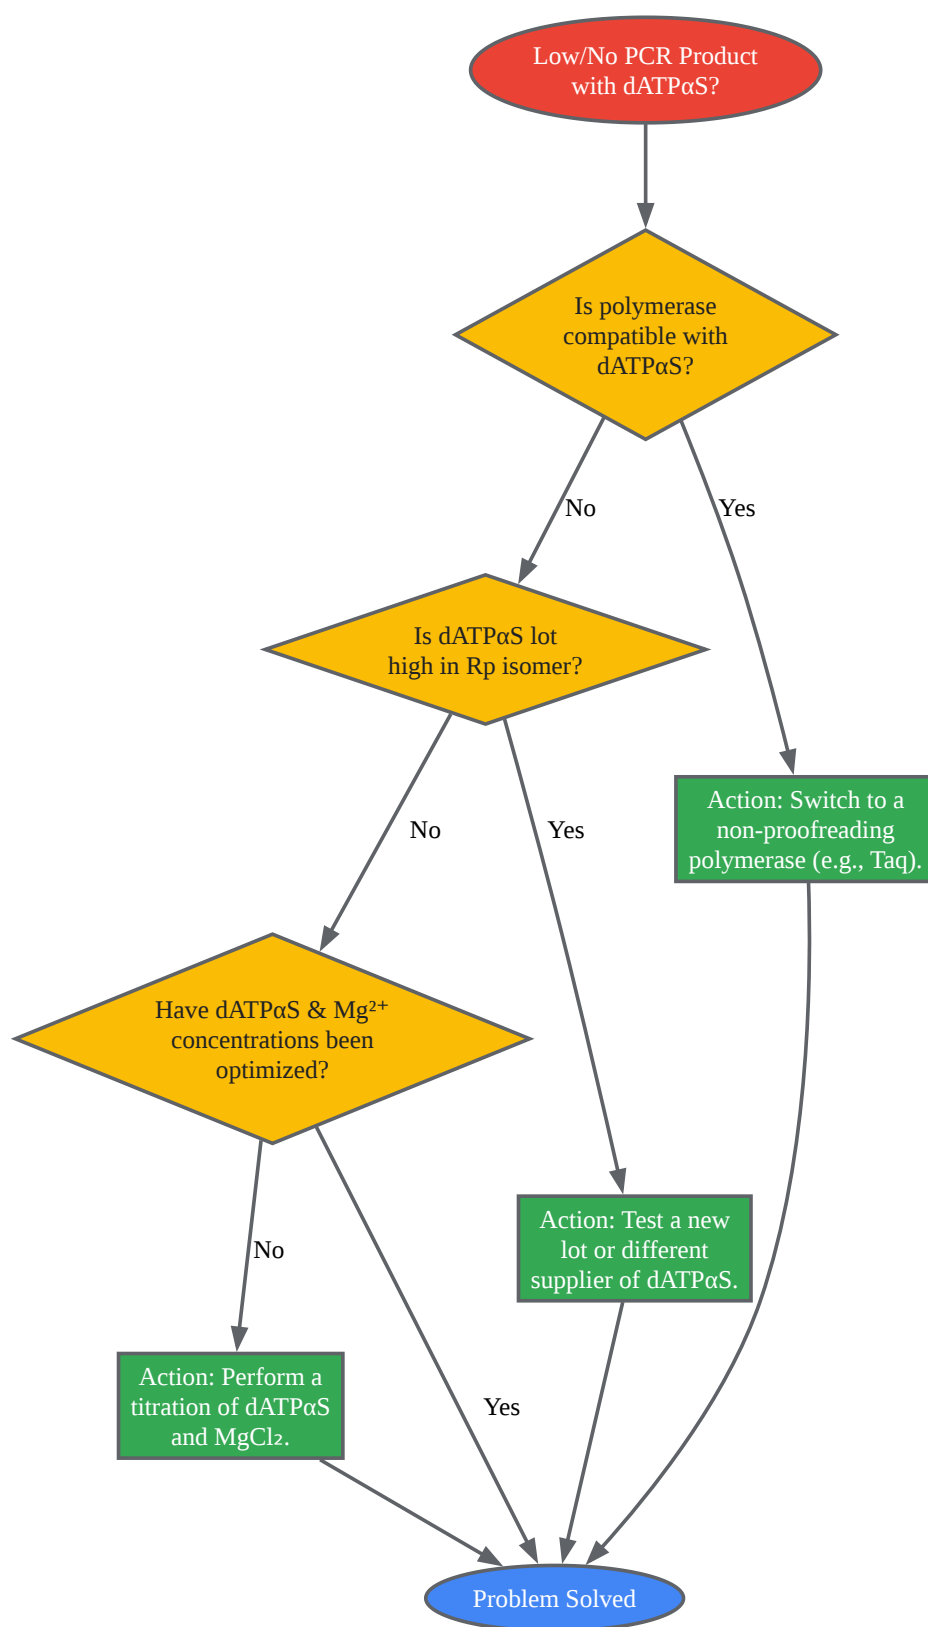 Low/No PCR Product
with dATPαS?
Is polymerase
compatible with
dATPαS?
No
Yes
Is dATPαS lot
high in Rp isomer?
Action: Switch to a
non-proofreading
polymerase (e.g., Taq).
No
Yes
Have dATPαS & Mg²⁺
concentrations been
optimized?
Action: Test a new
lot or different
supplier of dATPαS.
No
Action: Perform a
titration of dATPαS
and MgCl₂.
Yes
Problem Solved